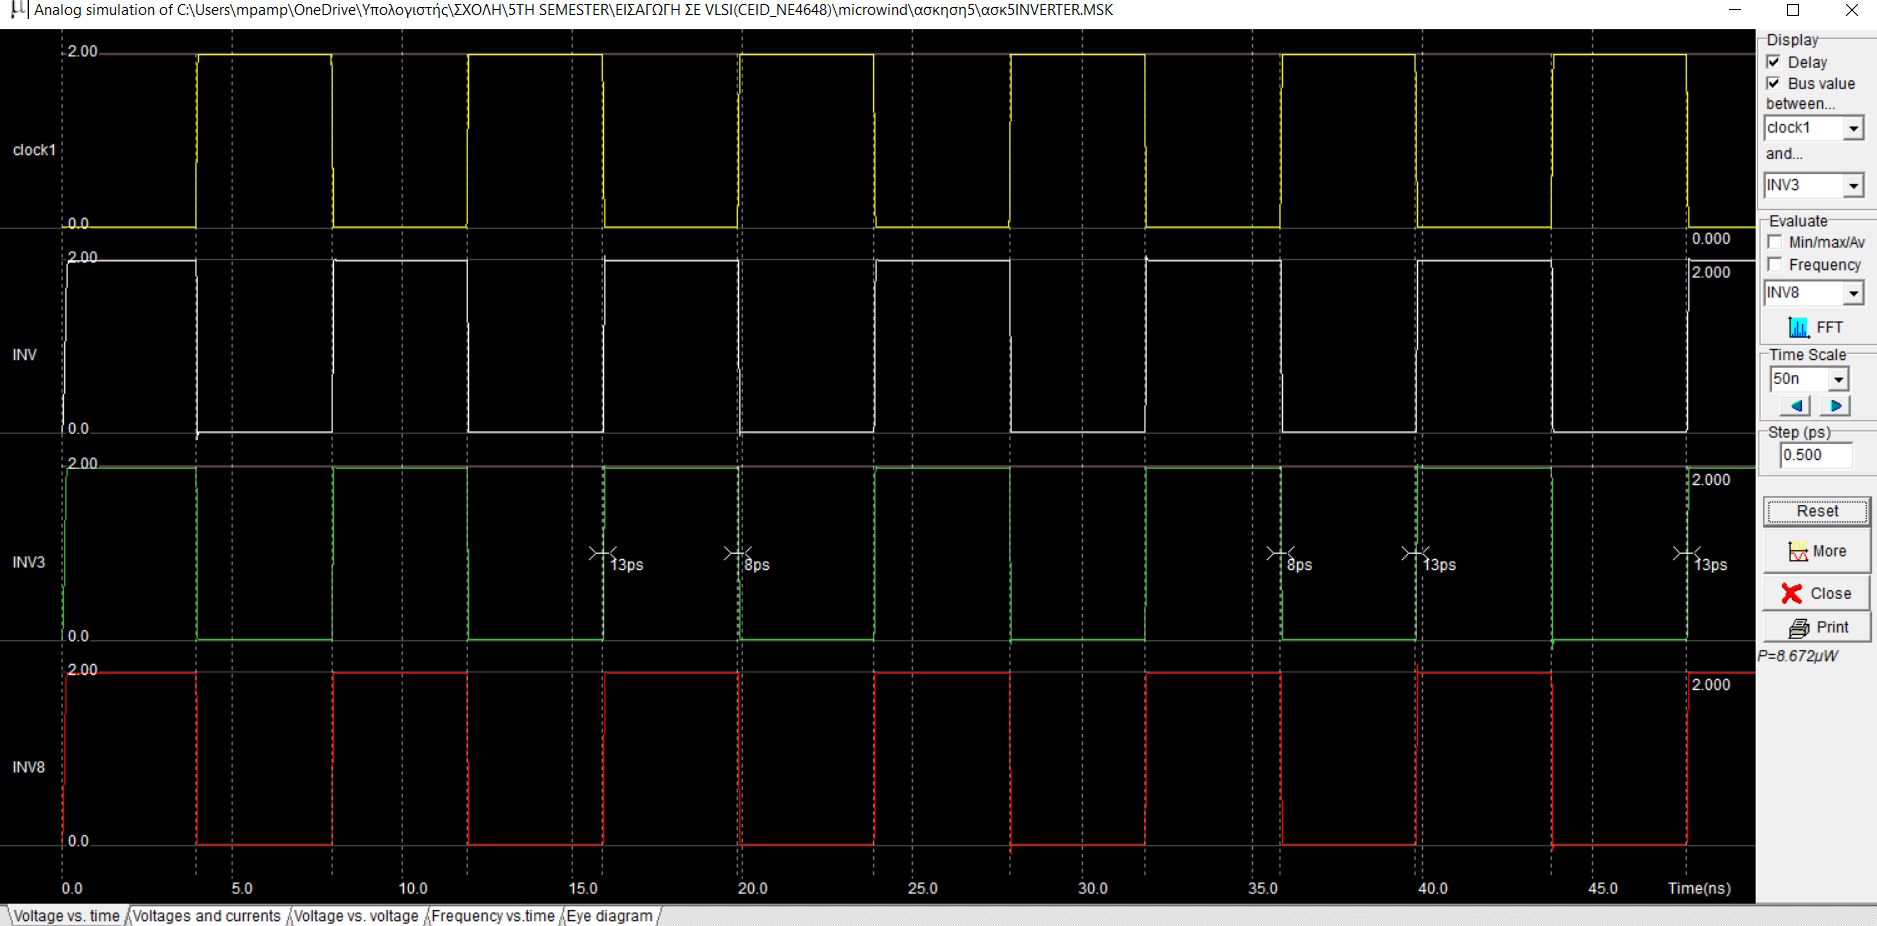 Analog simulation of C:\Users\mpamp\OneDrive\Υπολογιστής\ΣΧΟΛΗ\5TH SEMESTER\ΕΙΣΑΓΩΓΗ ΣΕ VLSI(CEID_NE4648)\microwind\ασκηση5\ασκ5INVERTER.MSK
2.00
clock1
0.0
0.000
2.00
2.000
INV
0.0
2.00
2.000
INV3
13ps
8ps
8ps
13ps
13ps
0.0
2.00
2.000
INV8
0.0
0.0
5.0
10.0
15.0
20.0
25.0
30.0
35.0
40.0
45.0
Time(ns)
Voltage vs. time
Voltages and currents
Voltage vs. voltage
Frequency vs.time
Eye diagram
Display
Delay
Bus value
between...
clock1
and...
INV3
Evaluate
Min/max/Av
Frequency
INV8
FFT
Time Scale
50n
Step (ps)
0.500
Reset
More
Close
Print
P=8.672µW